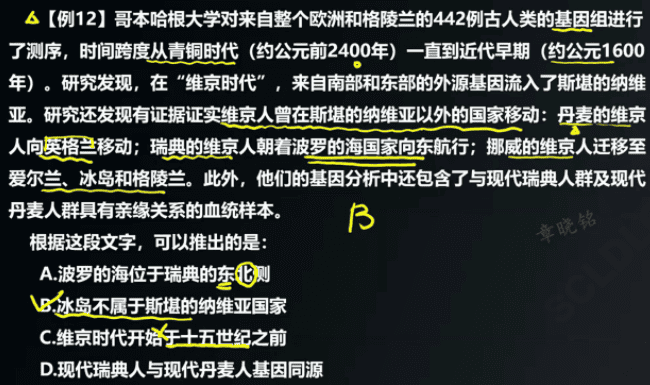 6【例12】哥本哈根大学对来自整个欧洲和格陵兰的442例古人类的基因组进行
了测序，时间跨度从青铜时代（约公元前2400年）一直到近代早期（约公元1600
年）。研究发现，在“维京时代”，来自南部和东部的外源基因流入了斯堪的纳维
亚。研究还发现有证据证实维京人曾在斯堪的纳维亚以外的国家移动：丹麦的维京
人向英格兰移动；瑞典的维京人朝着波罗的海国家向东航行；挪威的维京人迁移至
爱尔兰、冰岛和格陵兰。此外，他们的基因分析中还包含了与现代瑞典人群及现代
丹麦人群具有亲缘关系的血统样本。
B
章晓铭
根据这段文字，可以推出的是：
A.波罗的海位于瑞典的东北测
B.冰岛不属于斯堪的纳维亚国家
C.维京时代开始于十五世纪之前
D.现代瑞典人与现代丹麦人基因同源